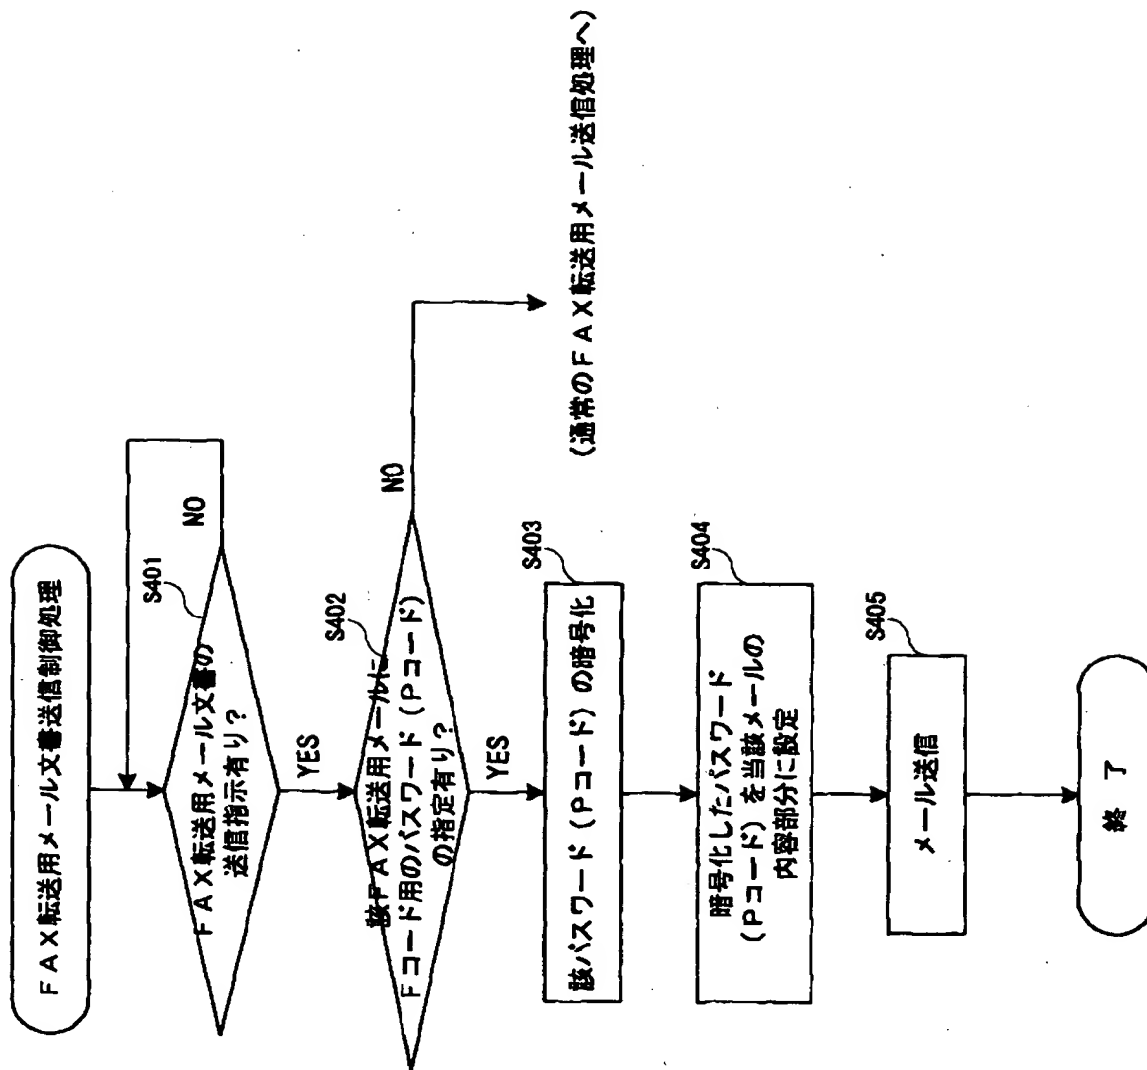 FAX転送用メール文書送信制御処理
S401
FAX転送用メール文書の
送信指示有り?
NO
YES
S402
該FAX転送用メールに
Fコード用のパスワード(Pコード)
の指定有り?
NO
(通常のFAX転送用メール送信処理へ)
YES
S403
該パスワード(Pコード)の暗号化
S404
暗号化したパスワード
(Pコード)を当該メールの
内容部分に設定
S405
メール送信
終了